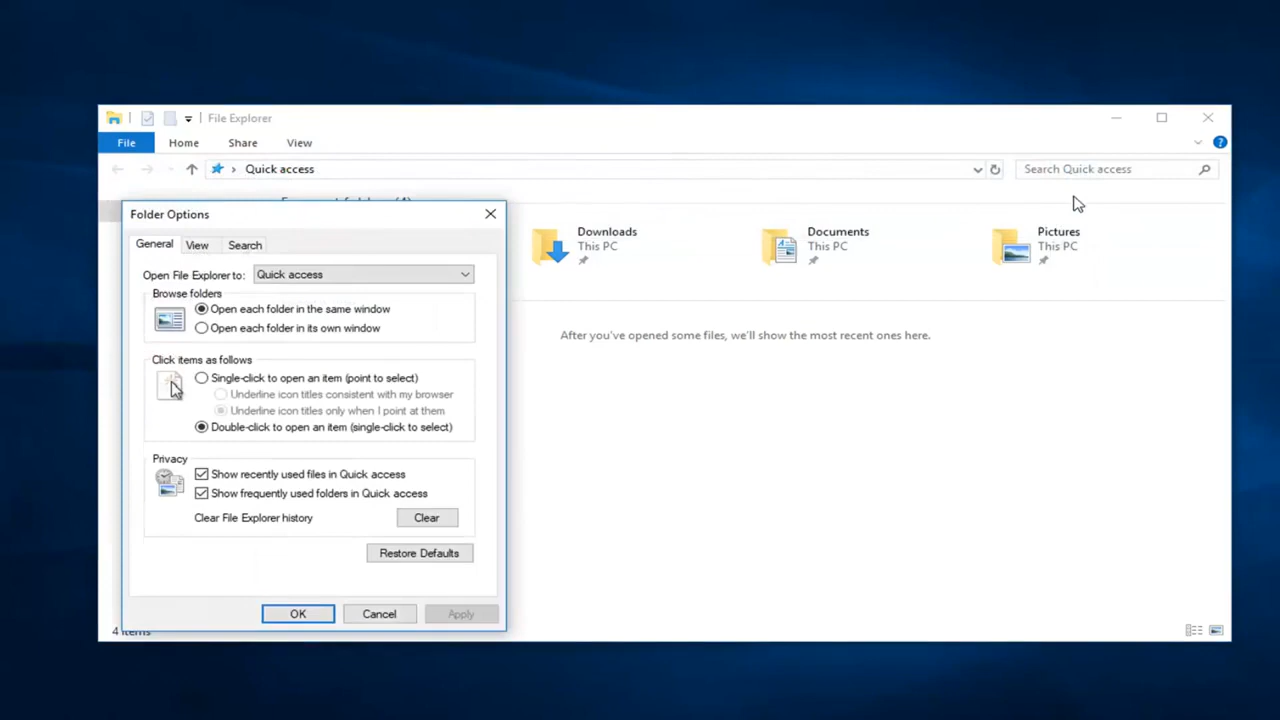 File Explorer
File Home Share View
Quick access
Search Quick access
Folder Options
General View Search
Open File Explorer to: Quick access
Browse folders
Open each folder in the same window
Open each folder in its own window
Click items as follows
Single-click to open an item (point to select)
Underline icon titles consistent with my browser
Underline icon titles only when I point at them
Double-click to open an item (single-click to select)
Privacy
Show recently used files in Quick access
Show frequently used folders in Quick access
Clear File Explorer history Clear
Restore Defaults
OK Cancel Apply
Downloads
This PC
Documents
This PC
Pictures
This PC
After you've opened some files, we'll show the most recent ones here.
4 items